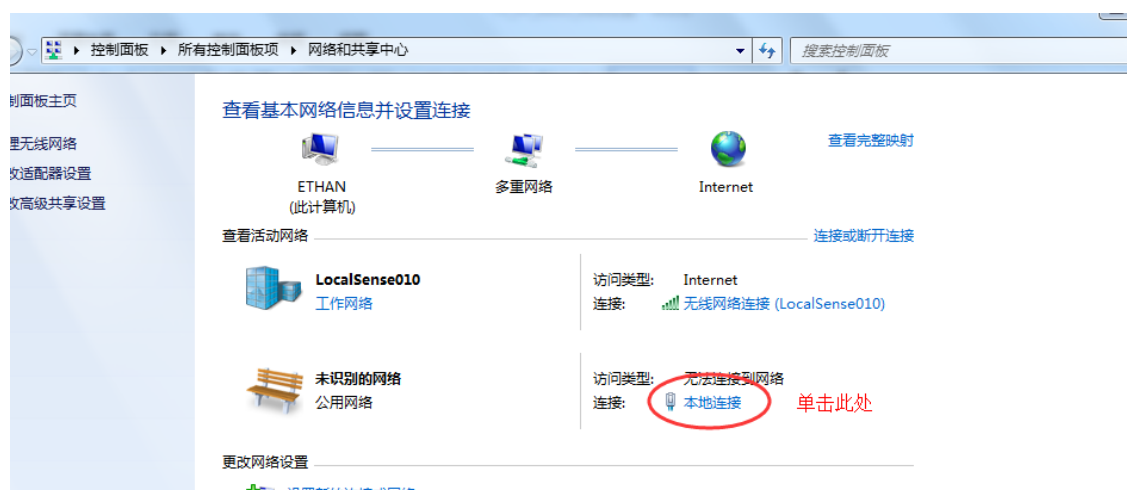 控制面板 ▸ 所有控制面板项 ▸ 网络和共享中心
搜索控制面板
制面板主页
理无线网络
改适配器设置
改高级共享设置
查看基本网络信息并设置连接
查看完整映射
ETHAN
(此计算机)
多重网络
Internet
查看活动网络
连接或断开连接
LocalSense010
工作网络
访问类型: Internet
连接: 无线网络连接 (LocalSense010)
未识别的网络
公用网络
访问类型: 无法连接到网络
连接: 本地连接
单击此处
更改网络设置